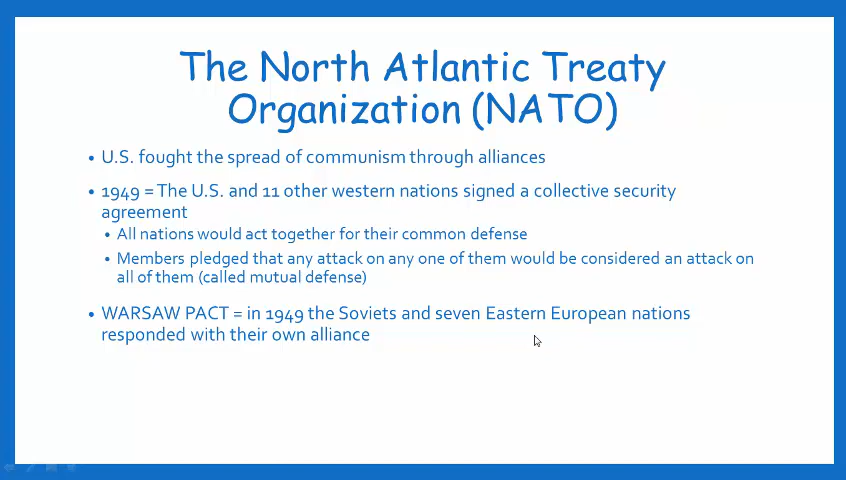 The North Atlantic Treaty
Organization (NATO)
• U.S. fought the spread of communism through alliances
• 1949 = The U.S. and 11 other western nations signed a collective security
agreement
• All nations would act together for their common defense
• Members pledged that any attack on any one of them would be considered an attack on
all of them (called mutual defense)
• WARSAW PACT = in 1949 the Soviets and seven Eastern European nations
responded with their own alliance